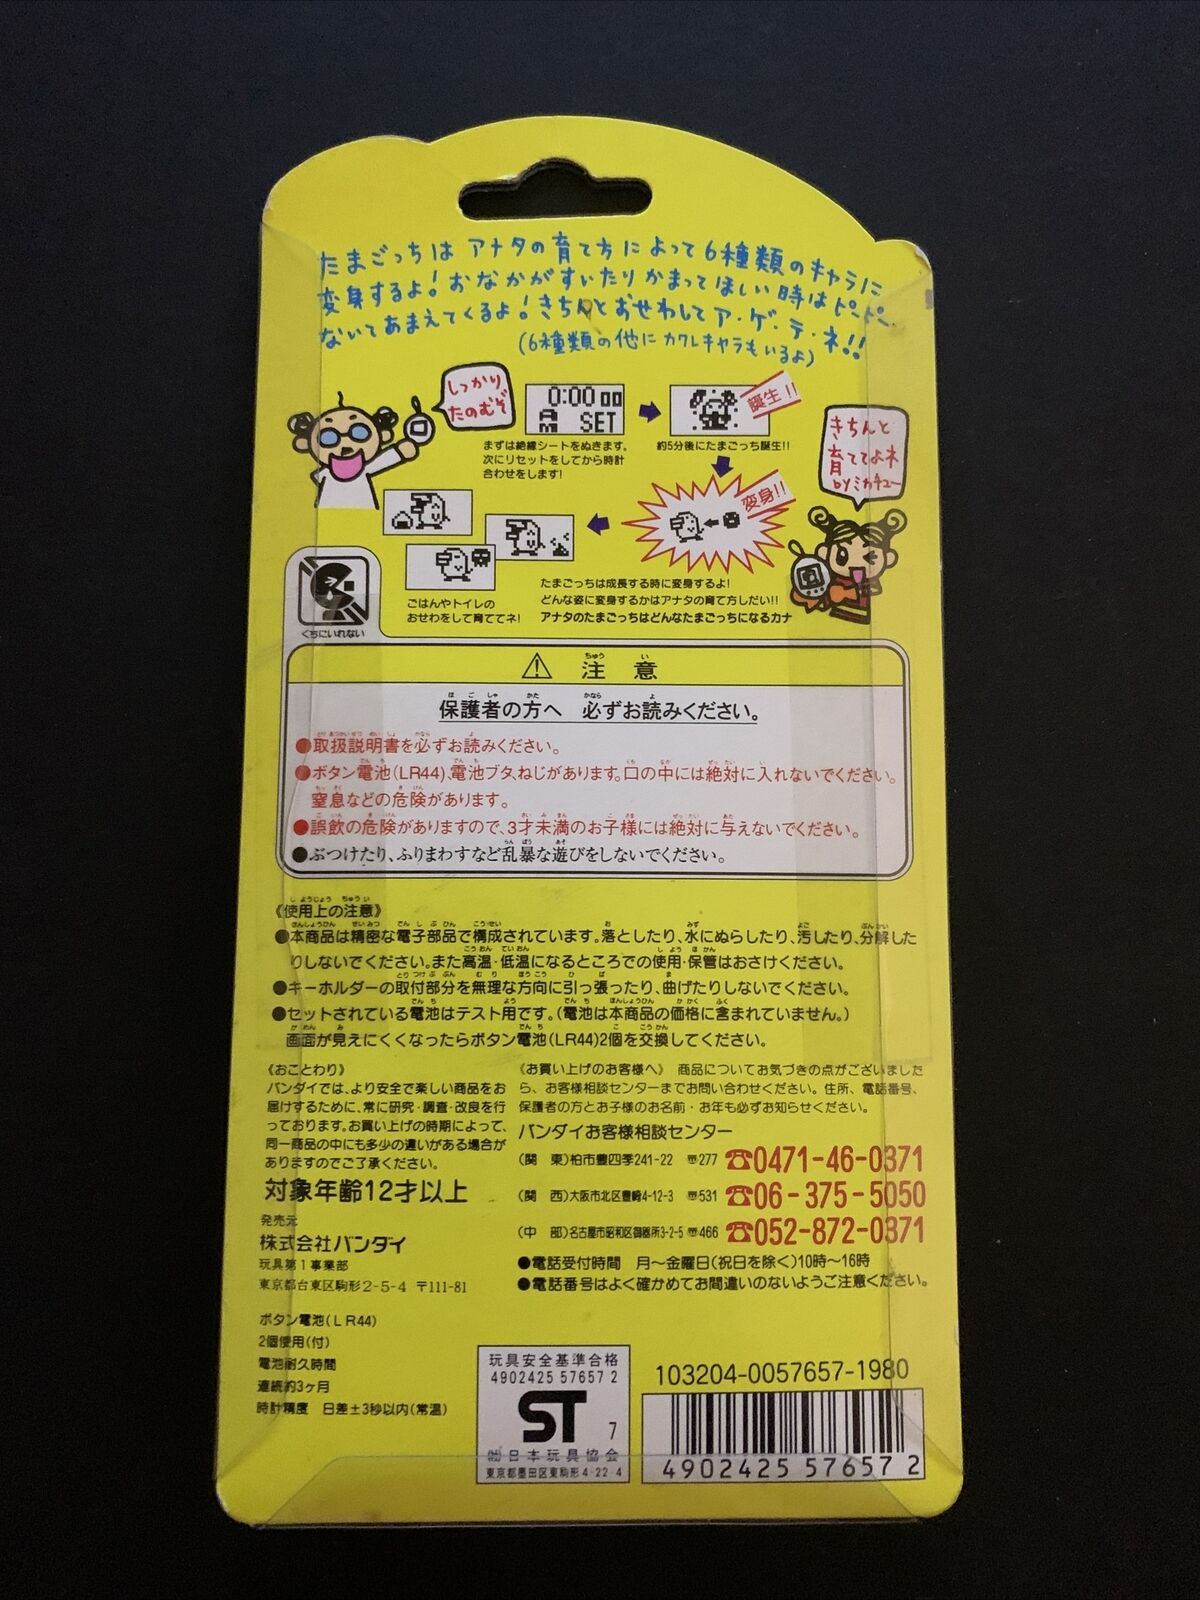 たまごっちは アナタの育て方によって6種類のキャラに
変身するよ！おなかがすいたり かまってほしい時はピーピー
ないてあまえてくるよ！きちんとおせわしてア・ゲ・テ・ネ!!
(6種類の他にカクレキャラもいるよ)
しっかり
たのむぞ
0:00 00
AM SET
まずは絶縁シートをぬきます。
次にリセットをしてから時計
合わせをします!
誕生!!
約5分後にたまごっち誕生!!
きちんと
育ててよネ
byミカチュー
変身!!
たまごっちは成長する時に変身するよ!
どんな姿に変身するかはアナタの育て方しだい!!
アナタのたまごっちはどんなたまごっちになるカナ
ごはんやトイレの
おせわをして育ててネ!
くちにいれない
⚠ 注意
保護者の方へ 必ずお読みください。
●取扱説明書を必ずお読みください。
●ボタン電池(LR44)、電池ブタ、ねじがあります。口の中には絶対に入れないでください。
窒息などの危険があります。
●誤飲の危険がありますので、3才未満のお子様には絶対に与えないでください。
●ぶつけたり、ふりまわすなど乱暴な遊びをしないでください。
《使用上の注意》
●本商品は精密な電子部品で構成されています。落としたり、水にぬらしたり、汚したり、分解した
りしないでください。また高温・低温になるところでの使用・保管はおさけください。
●キーホルダーの取付部分を無理な方向に引っ張ったり、曲げたりしないでください。
●セットされている電池はテスト用です。(電池は本商品の価格に含まれていません。)
画面が見えにくくなったらボタン電池(LR44)2個を交換してください。
《おことわり》
バンダイでは、より安全で楽しい商品をお
届けするために、常に研究・調査・改良を行
っております。お買い上げの時期によって、
同一商品の中にも多少の違いがある場合が
ありますのでご了承ください。
対象年齢12才以上
発売元
株式会社バンダイ
玩具第1事業部
東京都台東区駒形2-5-4 〒111-81
ボタン電池(LR44)
2個使用(付)
電池耐久時間
連続約3ヶ月
時計精度 日差±3秒以内(常温)
《お買い上げのお客様へ》 商品についてお気づきの点がございました
ら、お客様相談センターまでお問い合わせください。住所、電話番号、
保護者の方とお子様のお名前・お年も必ずお知らせください。
バンダイお客様相談センター
(関 東)柏市豊四季241-22 〠277 ☎0471-46-0371
(関 西)大阪市北区豊崎4-12-3 〠531 ☎06-375-5050
(中 部)名古屋市昭和区御器所3-2-5 〠466 ☎052-872-0371
●電話受付時間 月〜金曜日(祝日を除く)10時〜16時
●電話番号はよく確かめてお間違いのないようご注意ください。
玩具安全基準合格
4902425 57657 2
ST 7
㈳日本玩具協会
東京都墨田区東駒形4-22-4
103204-0057657-1980
4902425 57657 2